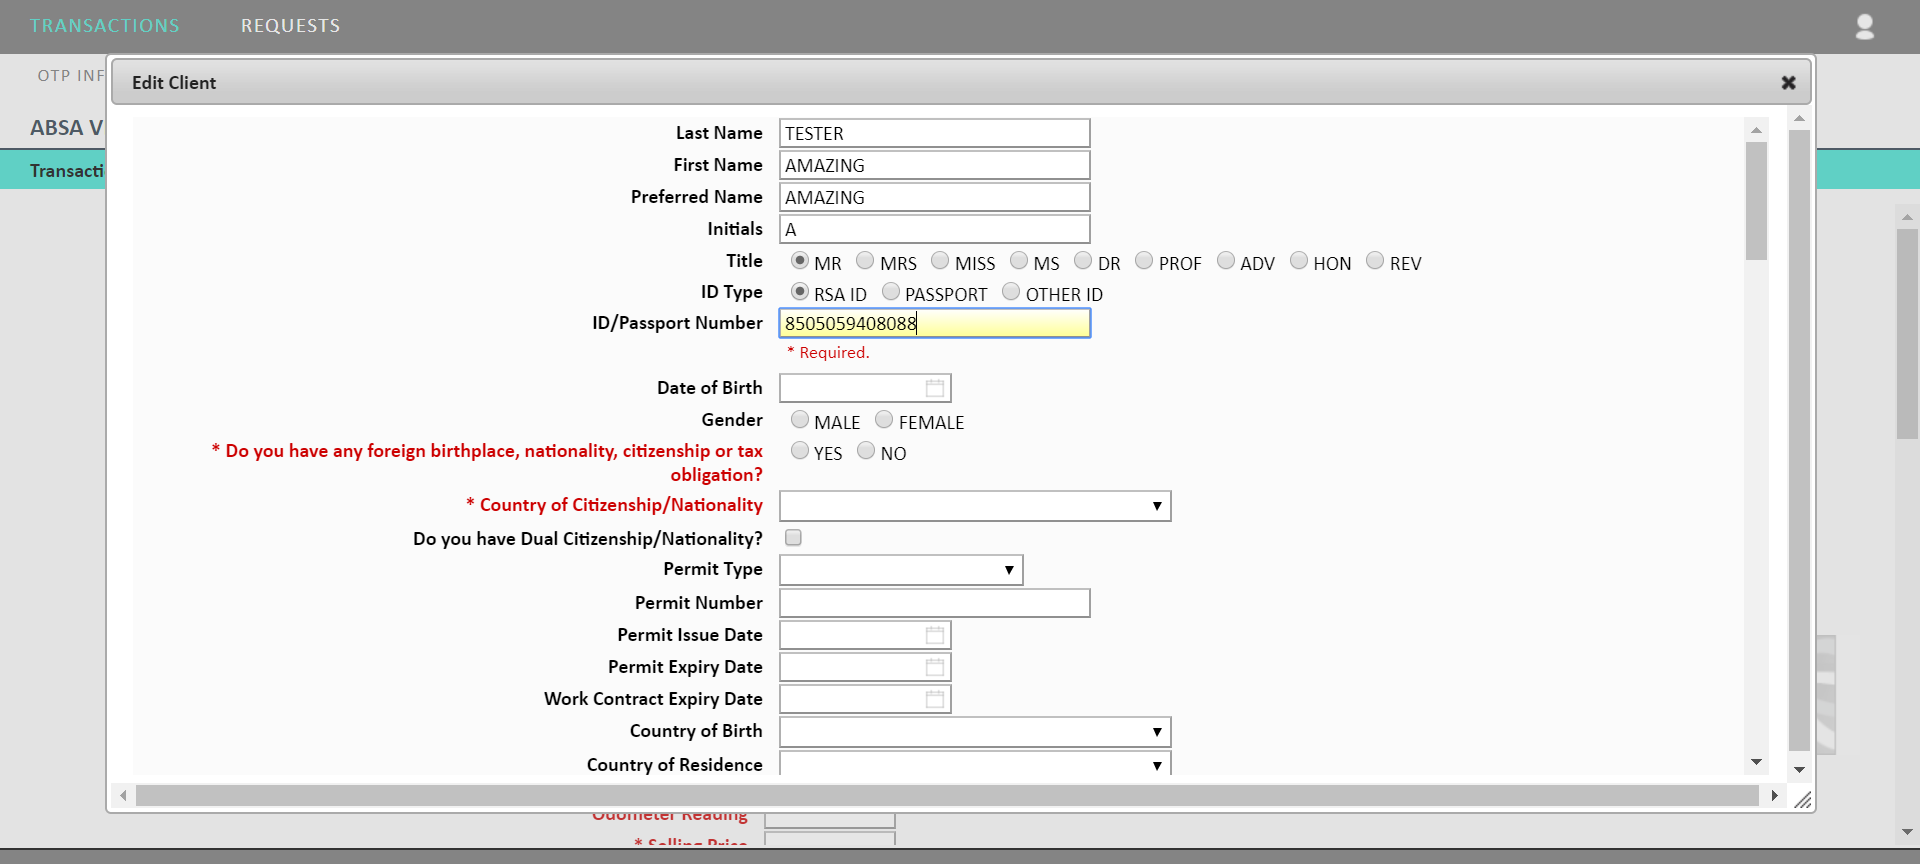 TRANSACTIONS REQUESTS
OTP INF
Edit Client
ABSA V
Transacti
Last Name TESTER
First Name AMAZING
Preferred Name AMAZING
Initials A
Title MR MRS MISS MS DR PROF ADV HON REV
ID Type RSA ID PASSPORT OTHER ID
ID/Passport Number 8505059408088
* Required.
Date of Birth
Gender MALE FEMALE
* Do you have any foreign birthplace, nationality, citizenship or tax YES NO
obligation?
* Country of Citizenship/Nationality
Do you have Dual Citizenship/Nationality?
Permit Type
Permit Number
Permit Issue Date
Permit Expiry Date
Work Contract Expiry Date
Country of Birth
Country of Residence
Odometer Reading
* Selling Price